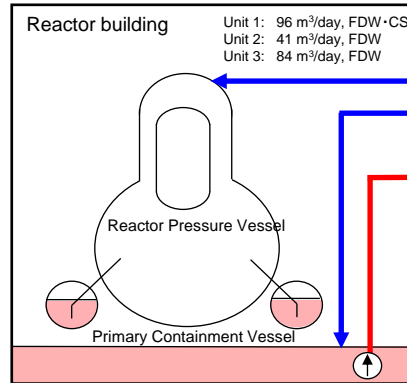 Reactor building
Unit 1: 96 m³/day, FDW・CS
Unit 2: 41 m³/day, FDW
Unit 3: 84 m³/day, FDW
Reactor Pressure Vessel
Primary Containment Vessel